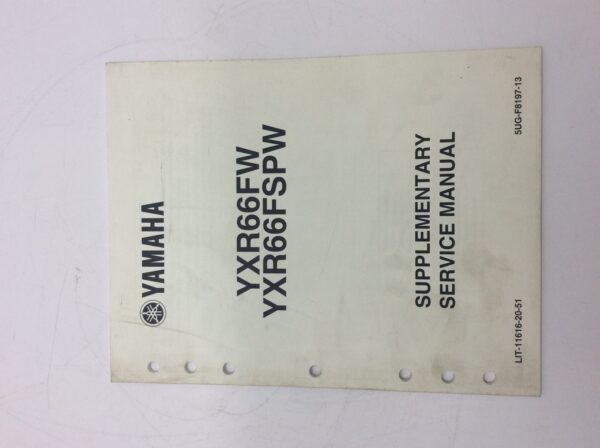 YAMAHA
YXR66FW
YXR66FSPW
SUPPLEMENTARY
SERVICE MANUAL
LIT-11616-20-51
5UG-F8197-13